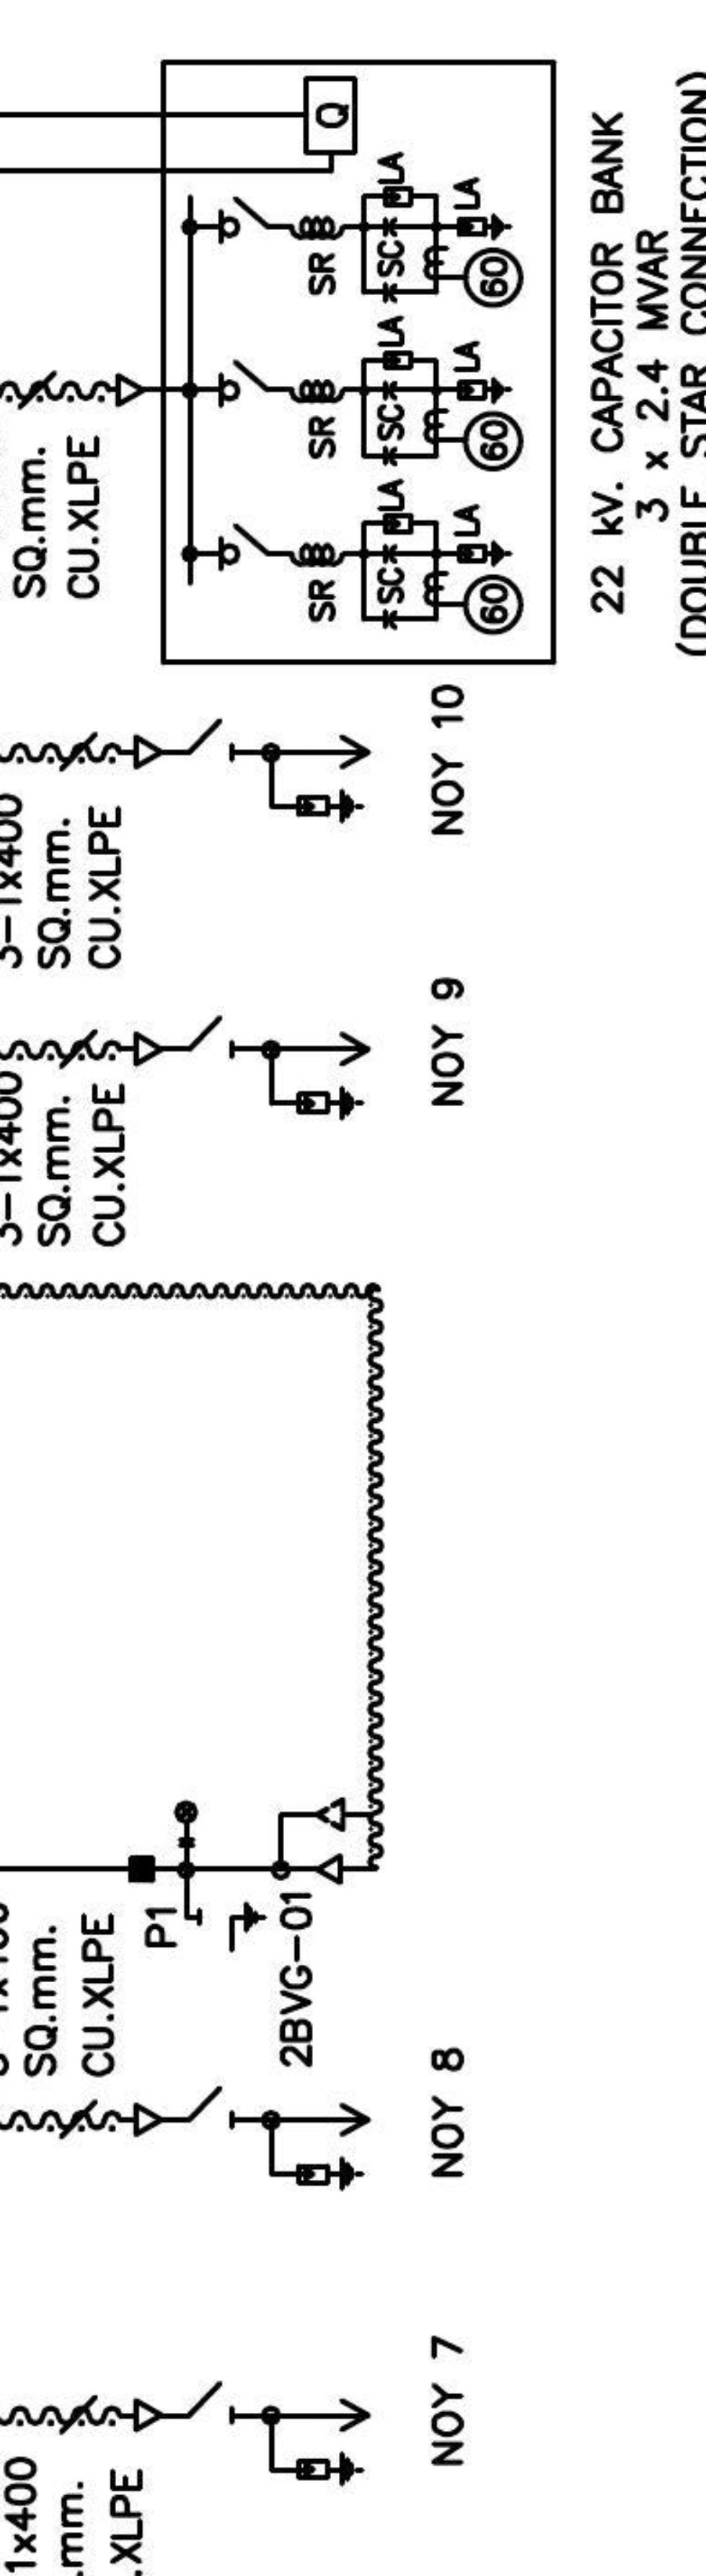 1x400
.mm.
.XLPE
NOY 7
SQ.mm.
CU.XLPE
NOY 8
P1
2BVG-01
3-1x400
SQ.mm.
CU.XLPE
NOY 9
3-1x400
SQ.mm.
CU.XLPE
NOY 10
SQ.mm.
CU.XLPE
Q
SR
SC
LA
LA
60
SR
SC
LA
LA
60
SR
SC
LA
LA
60
22 kV. CAPACITOR BANK
3 x 2.4 MVAR
(DOUBLE STAR CONNECTION)